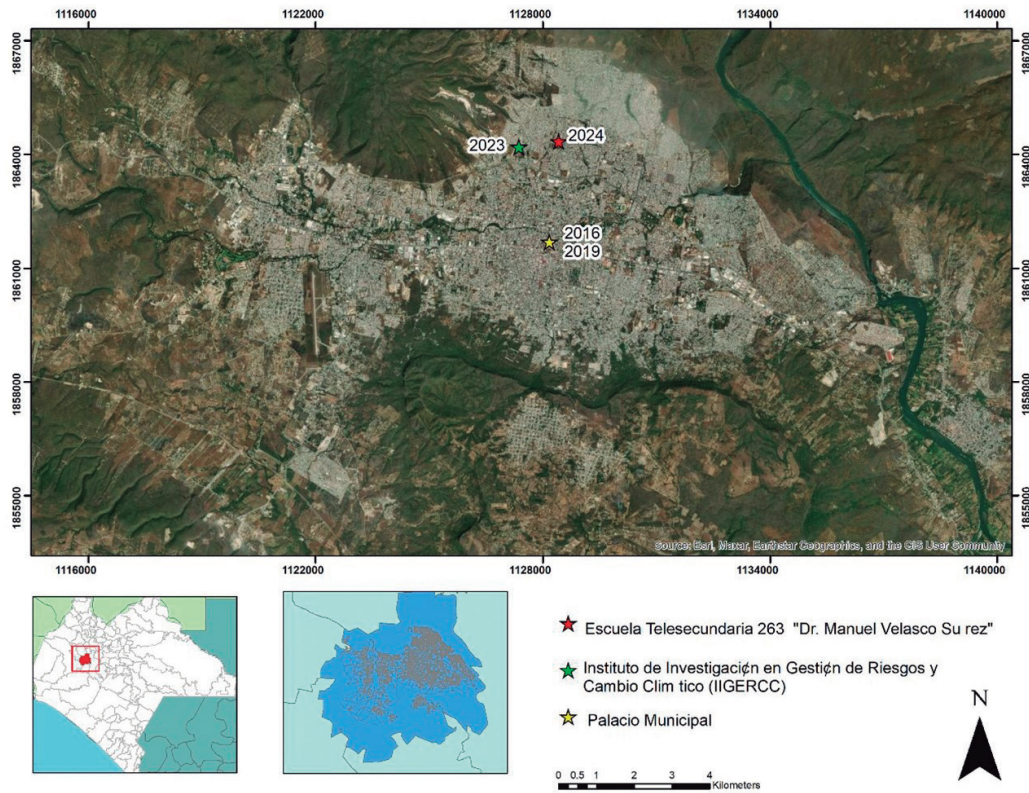 1116000 1122000 1128000 1134000 1140000
1867000 1867000
2023 2024
1864000 1864000
2016
2019
1861000 1861000
1858000 1858000
1855000 1855000
Source: Esri, Maxar, Earthstar Geographics, and the GIS User Community
1116000 1122000 1128000 1134000 1140000
Escuela Telesecundaria 263 "Dr. Manuel Velasco Su rez"
Instituto de Investigaci¢n en Gesti¢n de Riesgos y
Cambio Clim tico (IIGERCC)
Palacio Municipal
N
0 0.5 1 2 3 4
Kilometers